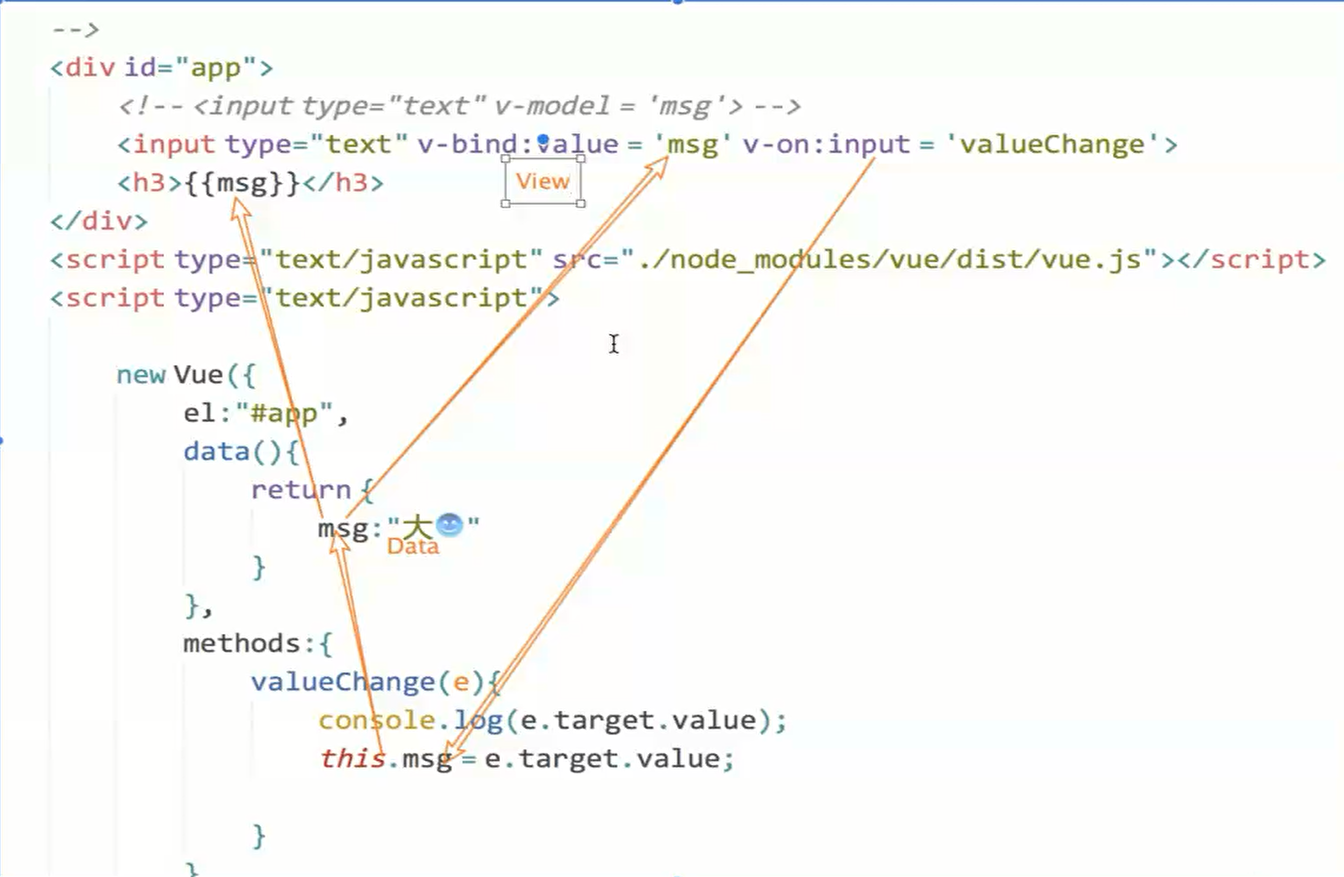 -->
<div id="app">
<!-- <input type="text" v-model = 'msg'> -->
<input type="text" v-bind:value = 'msg' v-on:input = 'valueChange'>
View
<h3>{{msg}}</h3>
</div>
<script type="text/javascript" src="./node_modules/vue/dist/vue.js"></script>
<script type="text/javascript">
new Vue({
el:"#app",
data(){
return {
msg:"大🌚"
Data
}
},
methods:{
valueChange(e){
console.log(e.target.value);
this.msg = e.target.value;
}
}